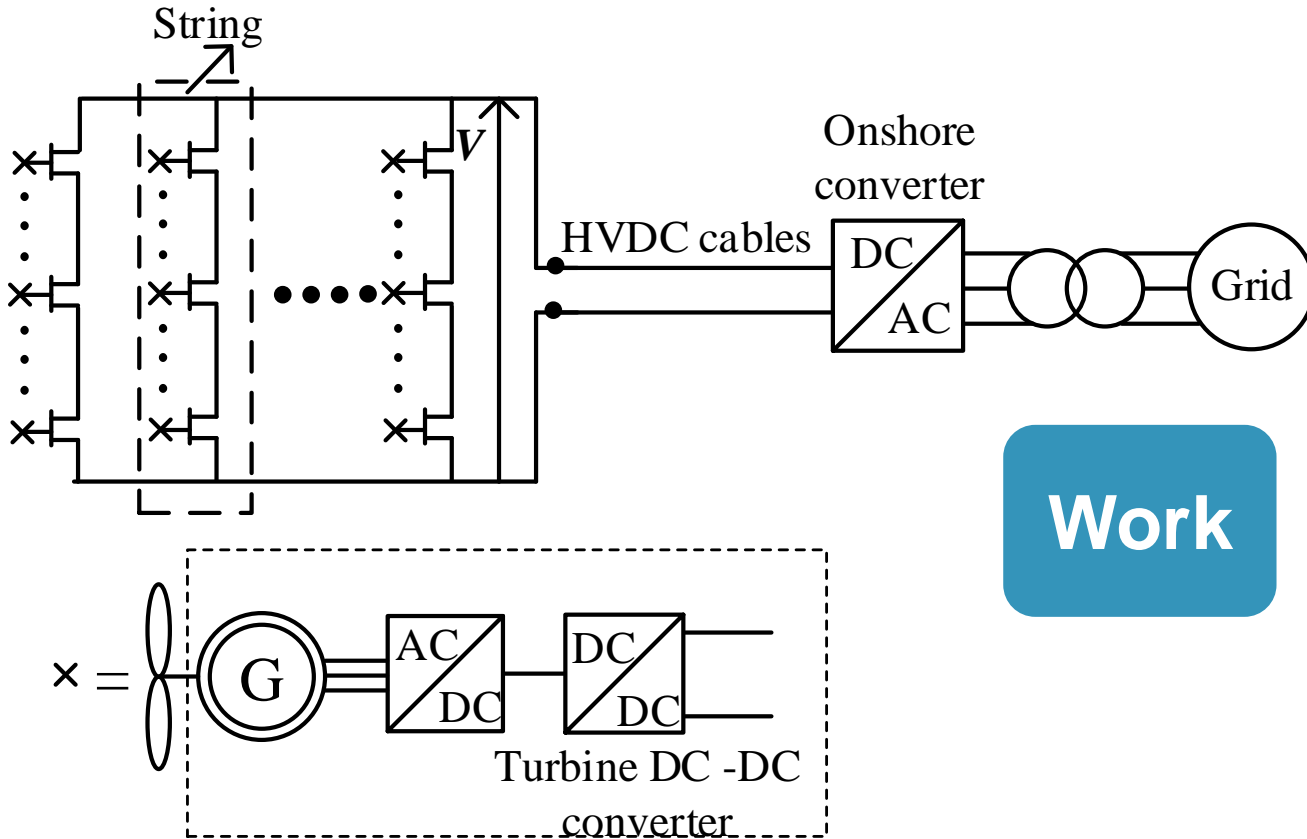 String
V
Onshore
converter
HVDC cables
DC
AC
Grid
Work
× =
G
AC
DC
DC
DC
Turbine DC -DC
converter